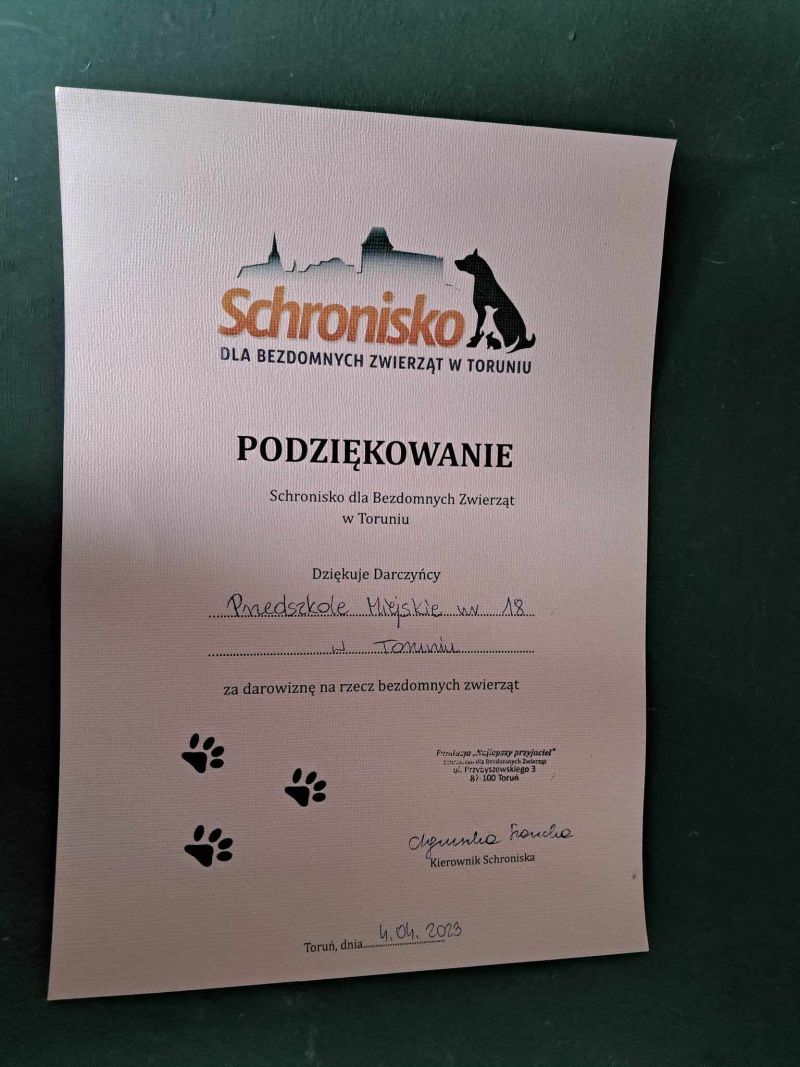 Schronisko
DLA BEZDOMNYCH ZWIERZĄT W TORUNIU
PODZIĘKOWANIE
Schronisko dla Bezdomnych Zwierząt
w Toruniu
Dziękuje Darczyńcy
Przedszkole Miejskie nr 18
w Toruniu
za darowiznę na rzecz bezdomnych zwierząt
Fundacja „Najlepszy przyjaciel"
Schronisko dla Bezdomnych Zwierząt
ul. Przybyszewskiego 3
87-100 Toruń
Agnieszka
Kierownik Schroniska
Toruń, dnia 4.04.2023